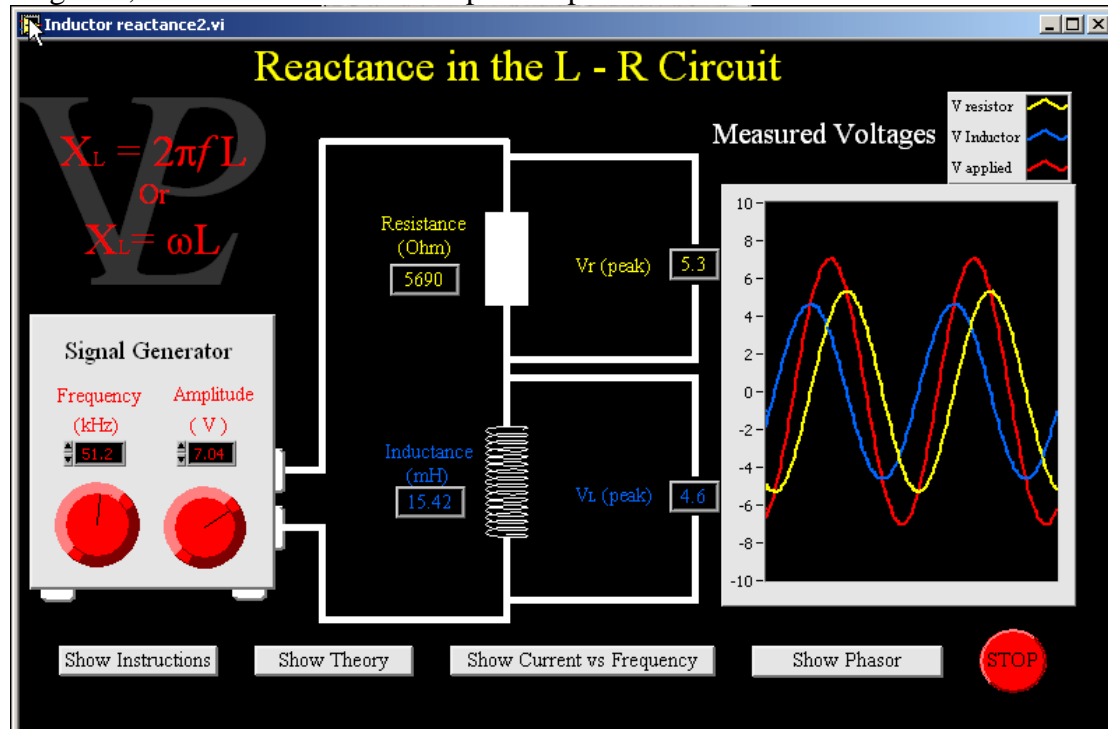 Inductor reactance2.vi
Reactance in the L - R Circuit
XL = 2πf L
Or
XL= ωL
Measured Voltages
V resistor
V Inductor
V applied
Resistance
(Ohm)
5690
Vr (peak) 5.3
Signal Generator
Frequency
(kHz)
51.2
Amplitude
( V )
7.04
Inductance
(mH)
15.42
VL (peak) 4.6
10
8
6
4
2
0
-2
-4
-6
-8
-10
Show Instructions
Show Theory
Show Current vs Frequency
Show Phasor
STOP